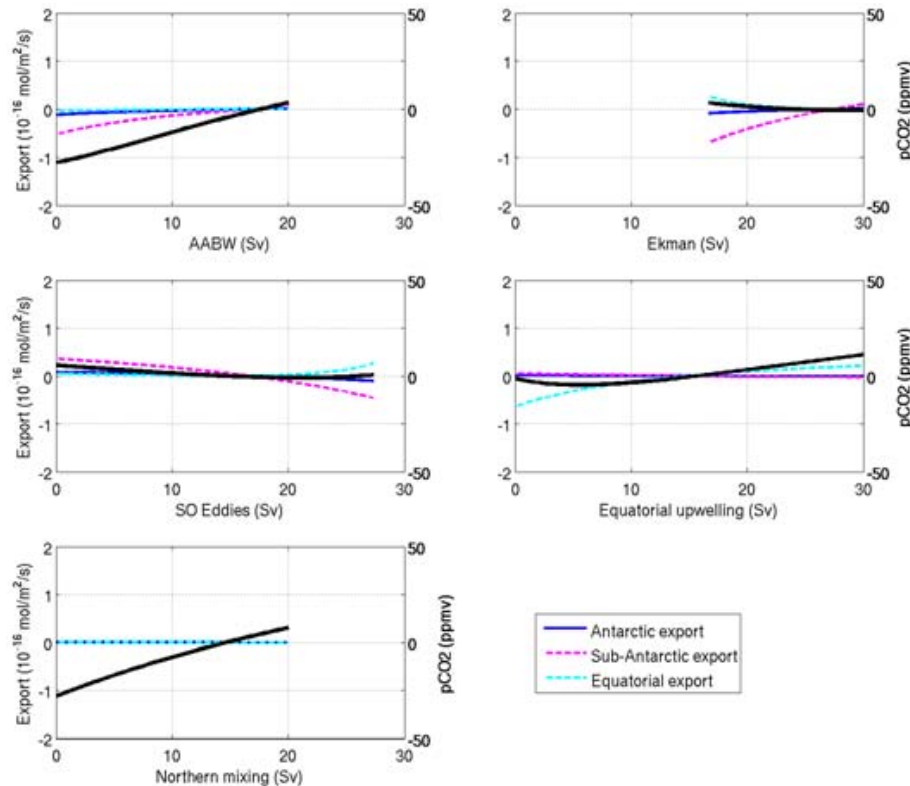 2
1
0
-1
-2
50
0
-50
0 10 20 30
AABW (Sv)
Export (10⁻¹⁶ mol/m²/s)
2
1
0
-1
-2
50
0
-50
0 10 20 30
Ekman (Sv)
pCO2 (ppmv)
2
1
0
-1
-2
50
0
-50
0 10 20 30
SO Eddies (Sv)
Export (10⁻¹⁶ mol/m²/s)
2
1
0
-1
-2
50
0
-50
0 10 20 30
Equatorial upwelling (Sv)
pCO2 (ppmv)
2
1
0
-1
-2
50
0
-50
0 10 20 30
Northern mixing (Sv)
Export (10⁻¹⁶ mol/m²/s)
pCO2 (ppmv)
Antarctic export
Sub-Antarctic export
Equatorial export